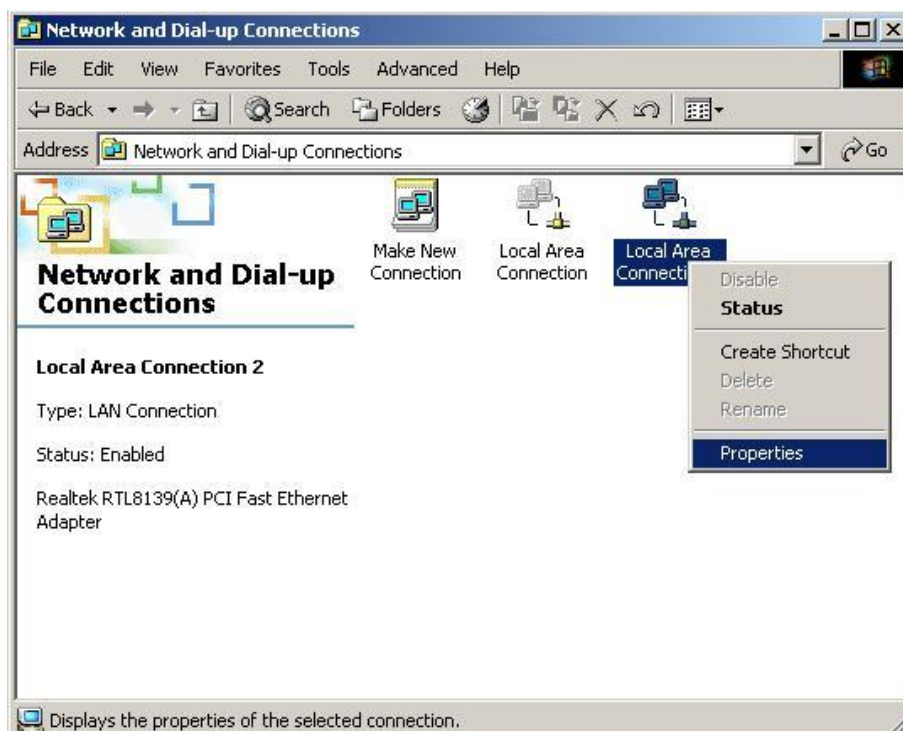 Network and Dial-up Connections
File Edit View Favorites Tools Advanced Help
Back Search Folders
Address Network and Dial-up Connections Go
Make New
Connection
Local Area
Connection
Local Area
Connecti
Disable
Status
Create Shortcut
Delete
Rename
Properties
Network and Dial-up
Connections
Local Area Connection 2
Type: LAN Connection
Status: Enabled
Realtek RTL8139(A) PCI Fast Ethernet
Adapter
Displays the properties of the selected connection.